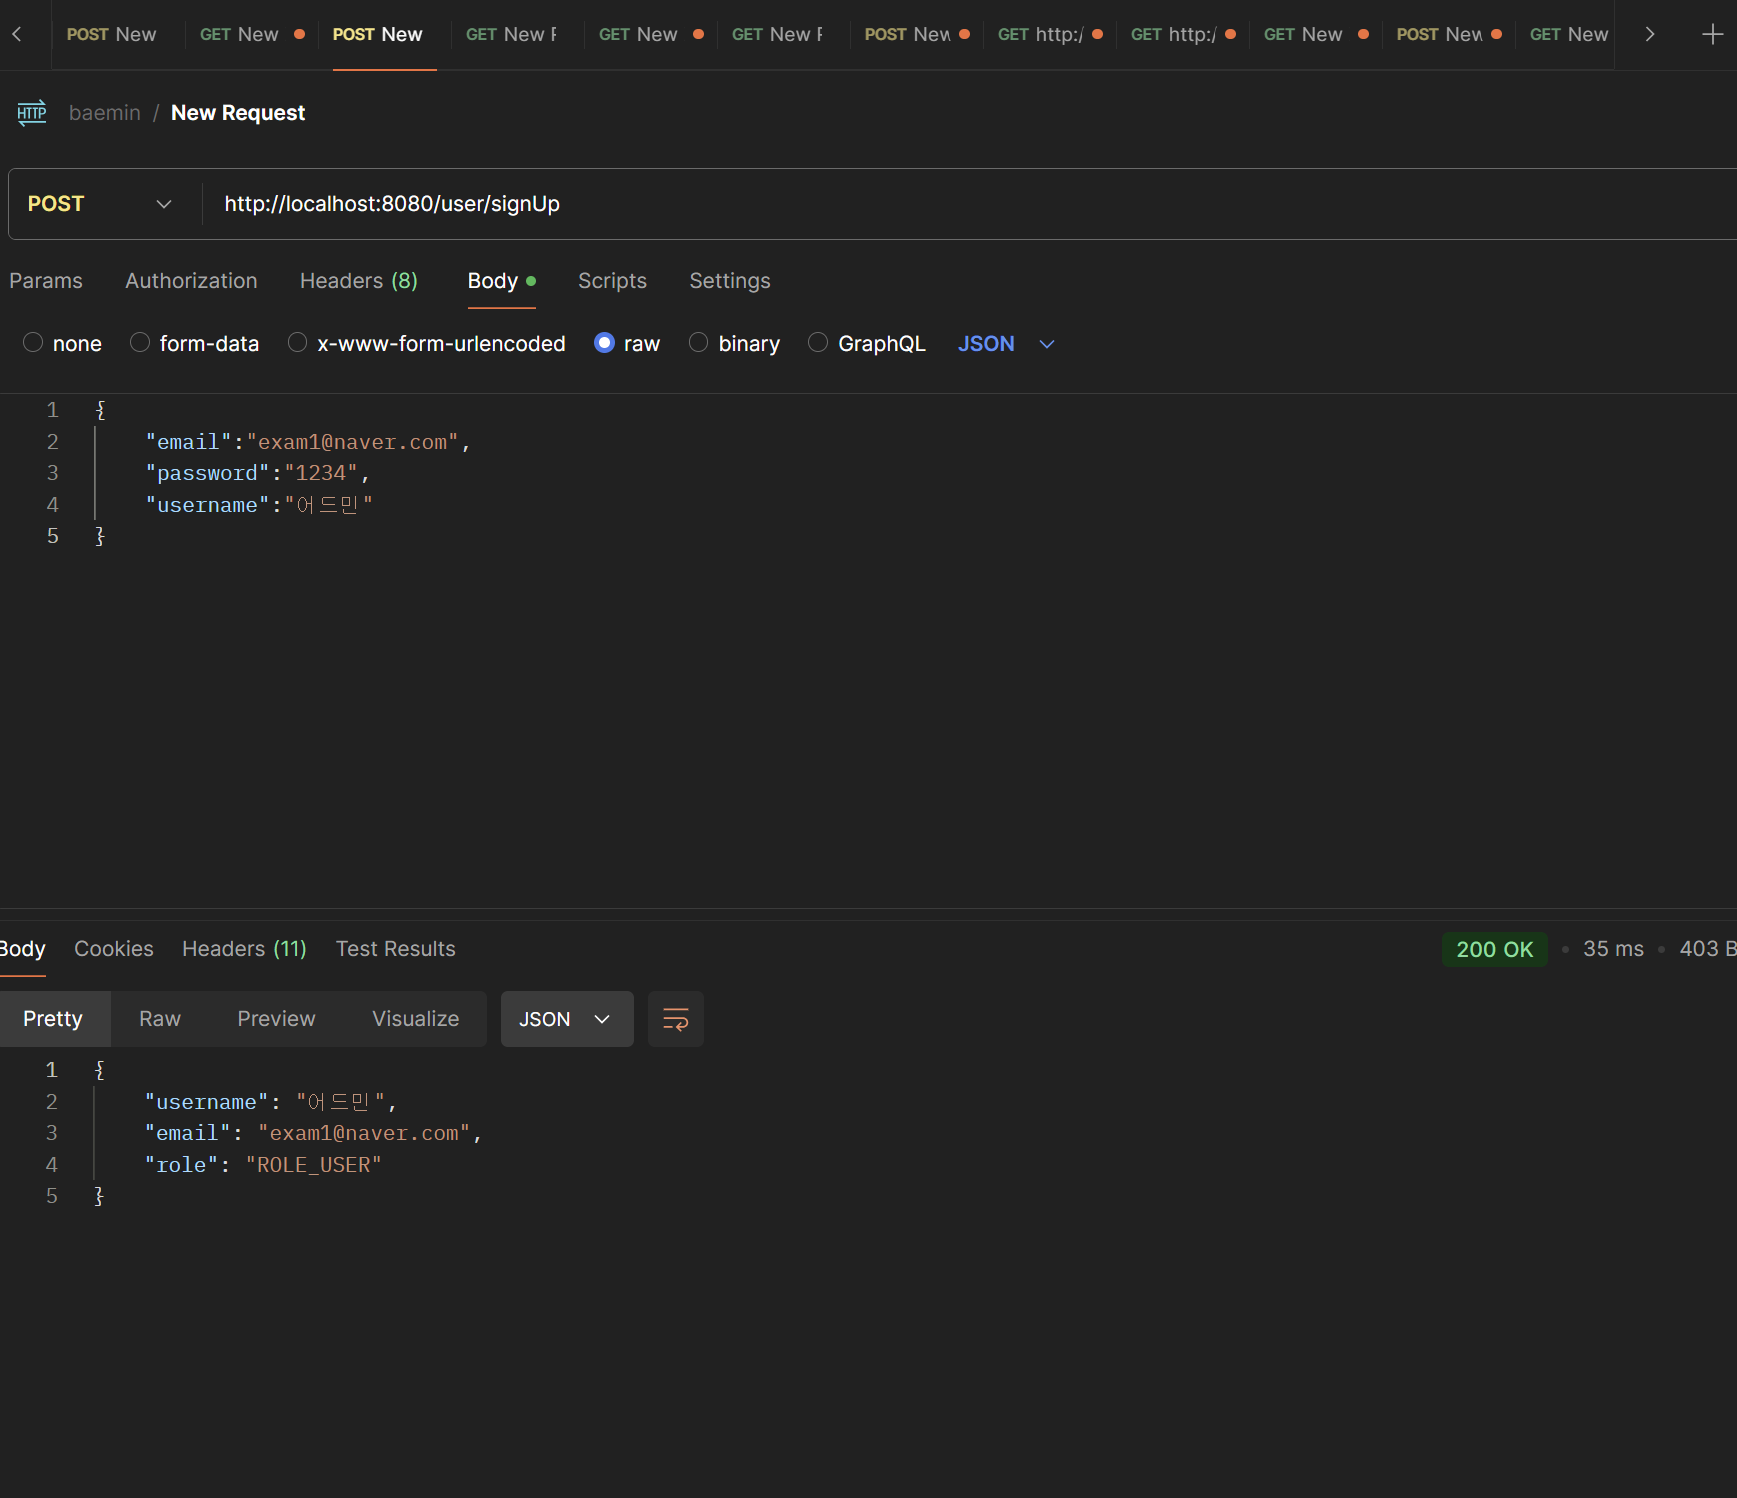 POST New GET New POST New GET New GET New GET New POST New GET http:/ GET http:/ GET New POST New GET New
HTTP baemin / New Request
POST http://localhost:8080/user/signUp
Params Authorization Headers (8) Body Scripts Settings
none form-data x-www-form-urlencoded raw binary GraphQL JSON
1 {
2 "email":"exam1@naver.com",
3 "password":"1234",
4 "username":"어드민"
5 }
Body Cookies Headers (11) Test Results 200 OK • 35 ms • 403 B
Pretty Raw Preview Visualize JSON
1 {
2 "username": "어드민",
3 "email": "exam1@naver.com",
4 "role": "ROLE_USER"
5 }